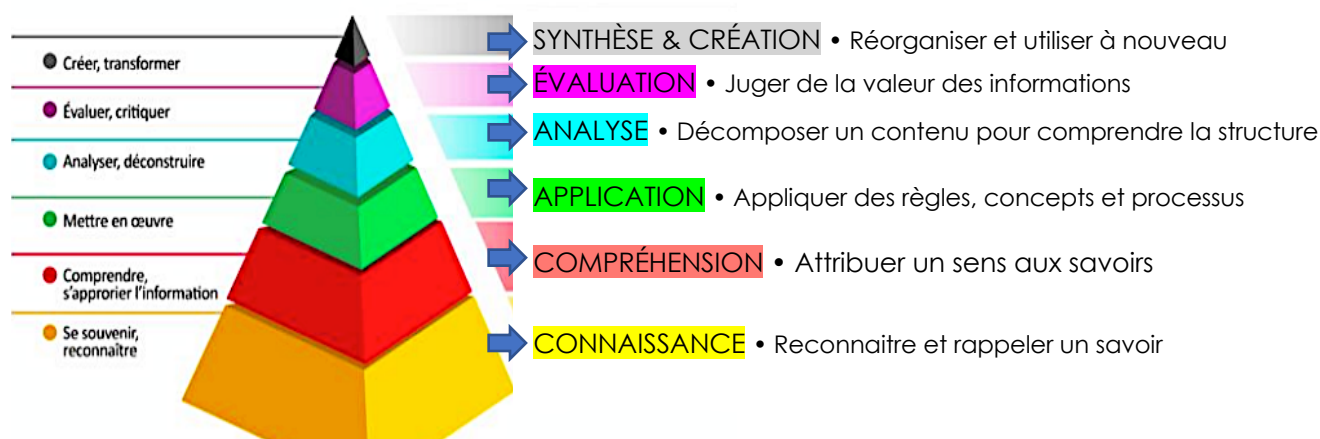 Créer, transformer
Évaluer, critiquer
Analyser, déconstruire
Mettre en œuvre
Comprendre,
s'approrier l'information
Se souvenir,
reconnaître
SYNTHÈSE & CRÉATION • Réorganiser et utiliser à nouveau
ÉVALUATION • Juger de la valeur des informations
ANALYSE • Décomposer un contenu pour comprendre la structure
APPLICATION • Appliquer des règles, concepts et processus
COMPRÉHENSION • Attribuer un sens aux savoirs
CONNAISSANCE • Reconnaitre et rappeler un savoir